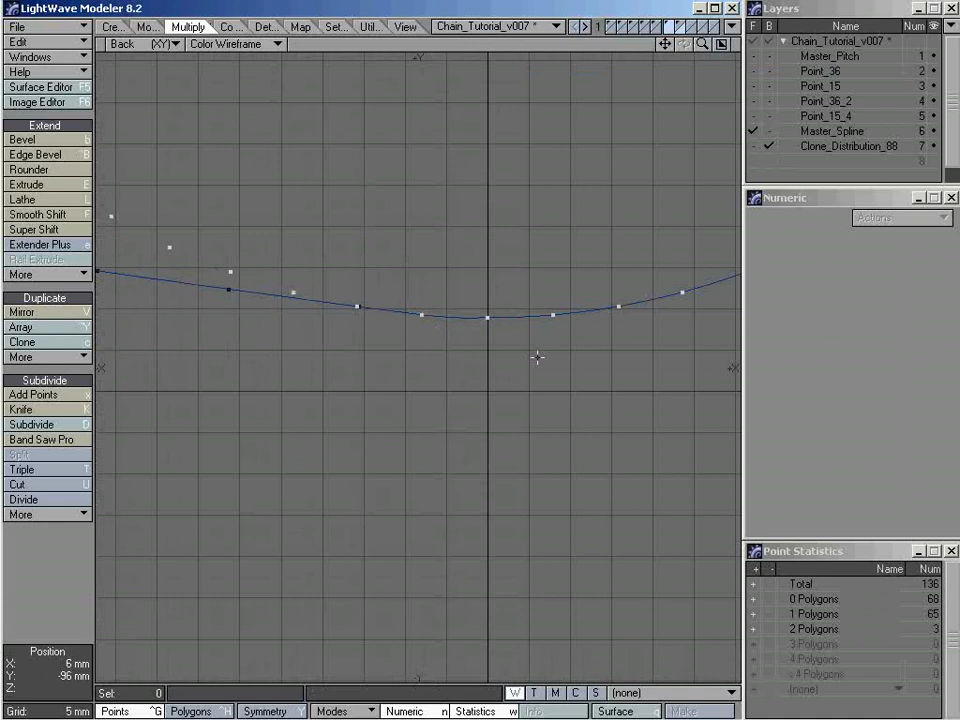 LightWave Modeler 8.2
File
Cre... Mo... Multiply Co... Det... Map Set... Util... View Chain_Tutorial_v007 * 1
Edit
Back (XY) Color Wireframe
Windows
Help
Surface Editor F5
Image Editor F6
Extend
Bevel b
Edge Bevel ^B
Rounder
Extrude E
Lathe L
Smooth Shift F
Super Shift
Extender Plus e
Rail Extrude
More
Duplicate
Mirror V
Array ^Y
Clone c
More
Subdivide
Add Points x
Knife K
Subdivide D
Band Saw Pro
Split
Triple T
Cut U
Divide
More
Position
X: 6 mm
Y: -96 mm
Z:
Grid: 5 mm
+Y
-X
+X
-Y
Sel: 0 W T M C S (none)
Points ^G Polygons ^H Symmetry ^Y Modes Numeric n Statistics w Info i Surface q Make
Layers
F B Name Num
Chain_Tutorial_v007 *
Master_Pitch 1
Point_36 2
Point_15 3
Point_36_2 4
Point_15_4 5
Master_Spline 6
Clone_Distribution_88 7
8
Numeric
Actions
Point Statistics
+ - Name Num
+ Total 136
+ 0 Polygons 68
+ 1 Polygons 65
+ 2 Polygons 3
+ 3 Polygons 0
+ 4 Polygons 0
+ >4 Polygons 0
(none) 0